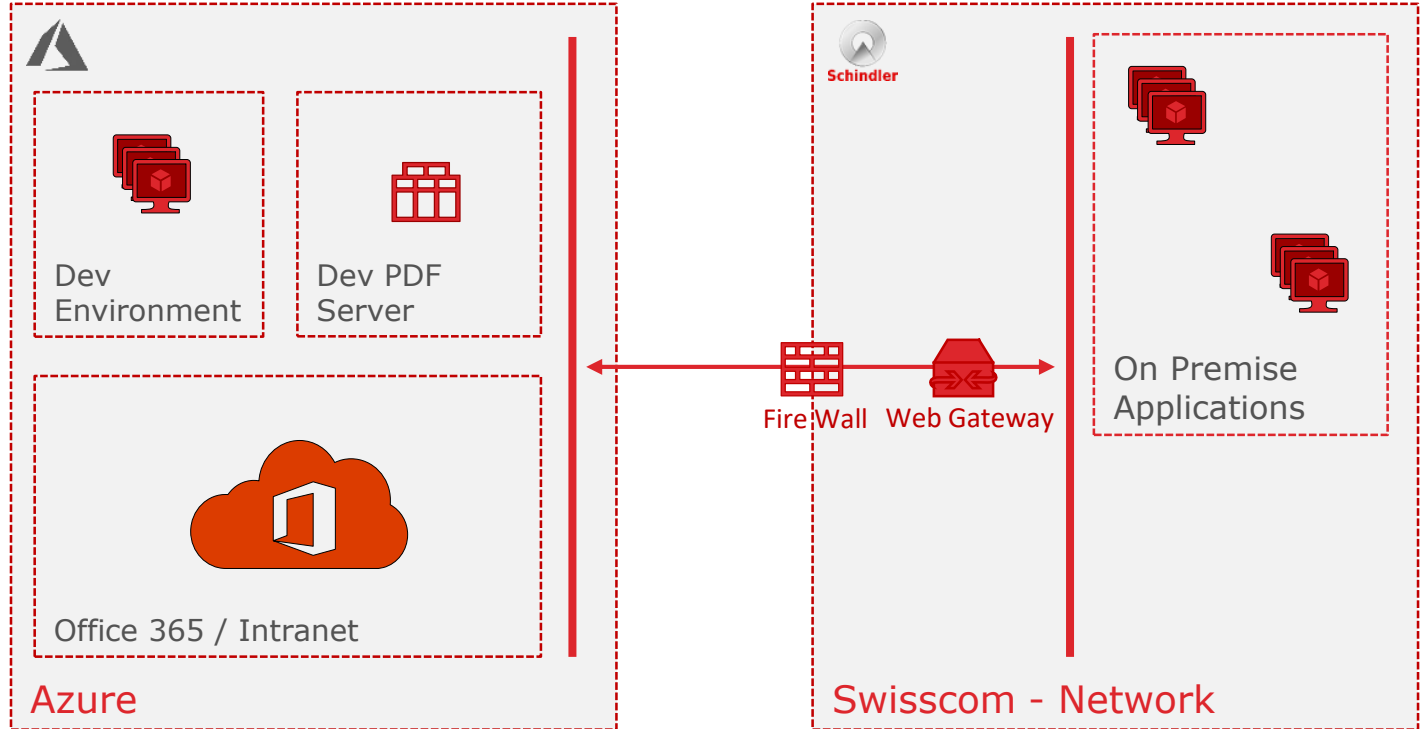 Schindler
Dev
Environment
Dev PDF
Server
Fire Wall
Web Gateway
On Premise
Applications
Office 365 / Intranet
Azure
Swisscom - Network